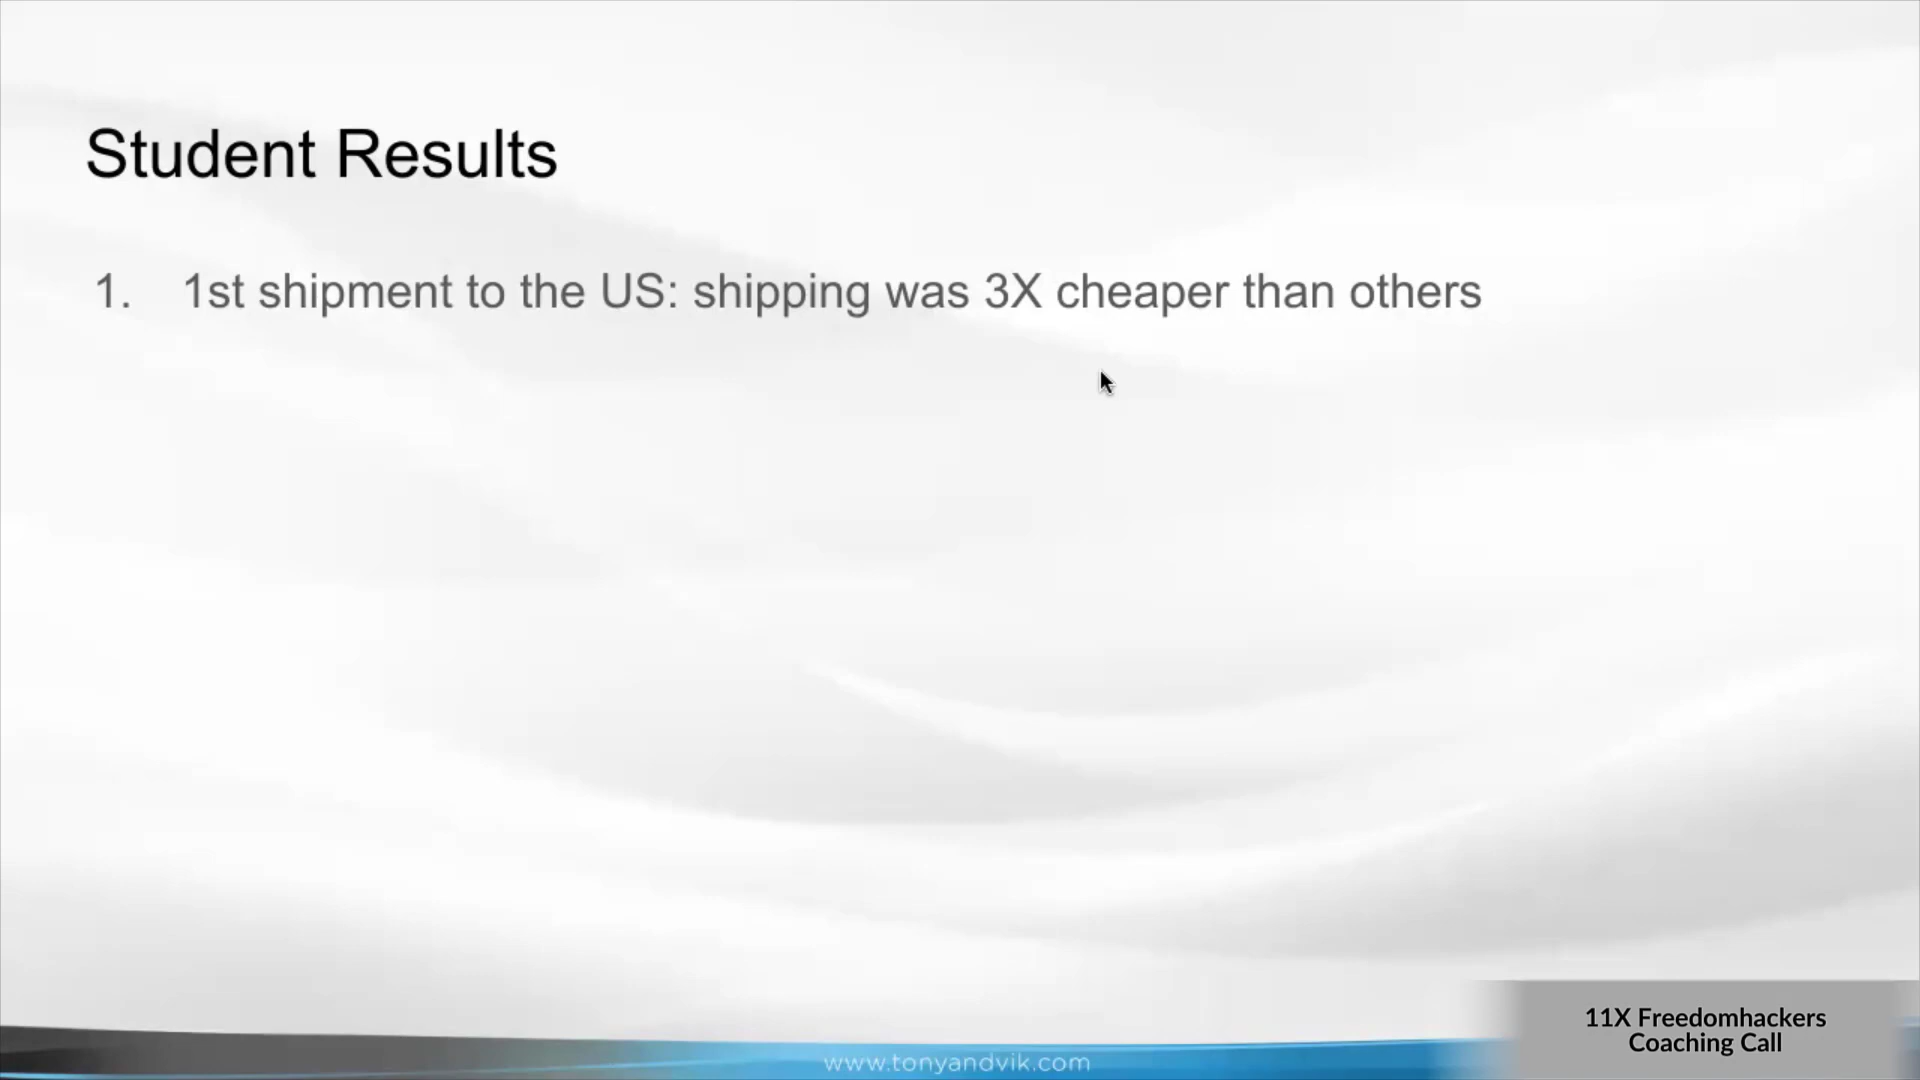 Student Results
1. 1st shipment to the US: shipping was 3X cheaper than others
www.tonyandvik.com
11X Freedomhackers
Coaching Call